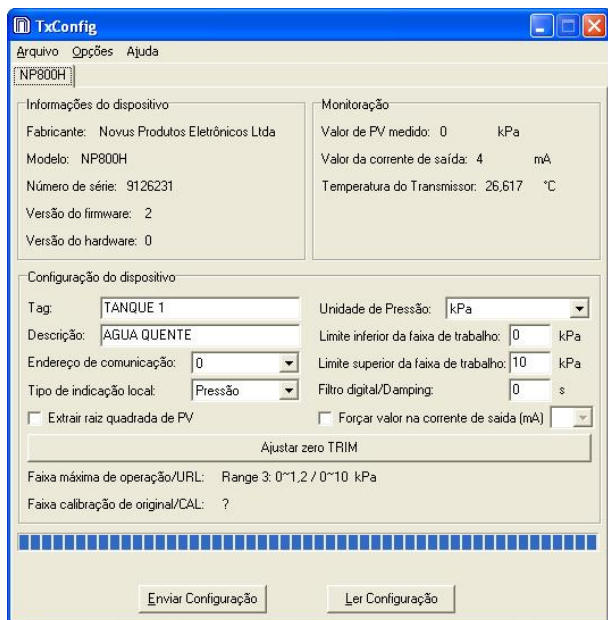 TxConfig
Arquivo Opções Ajuda
NP800H
Informações do dispositivo
Fabricante: Novus Produtos Eletrônicos Ltda
Modelo: NP800H
Número de série: 9126231
Versão do firmware: 2
Versão do hardware: 0
Monitoração
Valor de PV medido: 0 kPa
Valor da corrente de saída: 4 mA
Temperatura do Transmissor: 26,617 °C
Configuração do dispositivo
Tag: TANQUE 1
Descrição: AGUA QUENTE
Endereço de comunicação: 0
Tipo de indicação local: Pressão
Extrair raiz quadrada de PV
Unidade de Pressão: kPa
Limite inferior da faixa de trabalho: 0 kPa
Limite superior da faixa de trabalho: 10 kPa
Filtro digital/Damping: 0 s
Forçar valor na corrente de saida (mA)
Ajustar zero TRIM
Faixa máxima de operação/URL: Range 3: 0~1,2 / 0~10 kPa
Faixa calibração de original/CAL: ?
Enviar Configuração
Ler Configuração